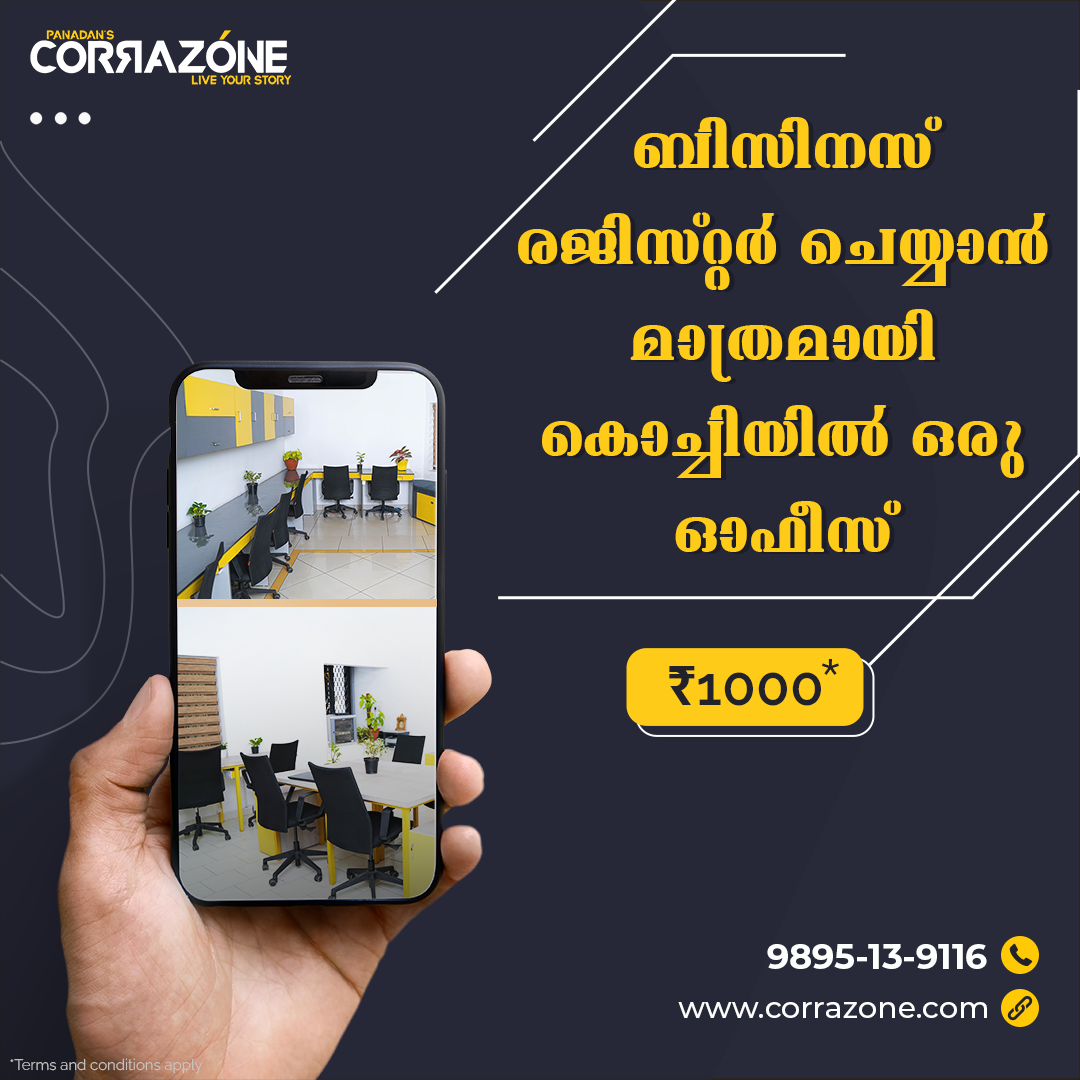 PANADAN'S
CORRAZÓNE
LIVE YOUR STORY
ബിസിനസ്
രജിസ്റ്റർ ചെയ്യാൻ
മാത്രമായി
കൊച്ചിയിൽ ഒരു
ഓഫീസ്
₹1000*
9895-13-9116
www.corrazone.com
*Terms and conditions apply